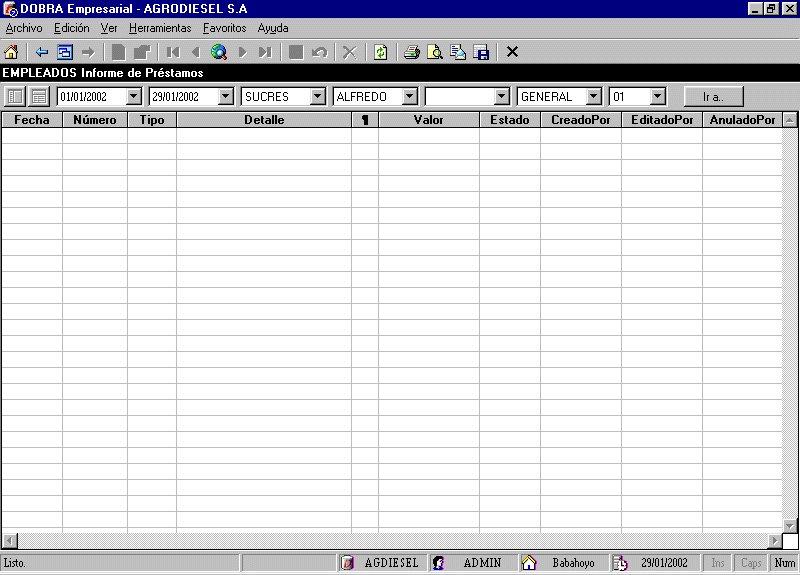 DOBRA Empresarial - AGRODIESEL S.A
Archivo Edición Ver Herramientas Favoritos Ayuda
EMPLEADOS Informe de Préstamos
01/01/2002 29/01/2002 SUCRES ALFREDO GENERAL 01 Ir a..
Fecha Número Tipo Detalle ¶ Valor Estado CreadoPor EditadoPor AnuladoPor
Listo. AGDIESEL ADMIN Babahoyo 29/01/2002 Ins Caps Num